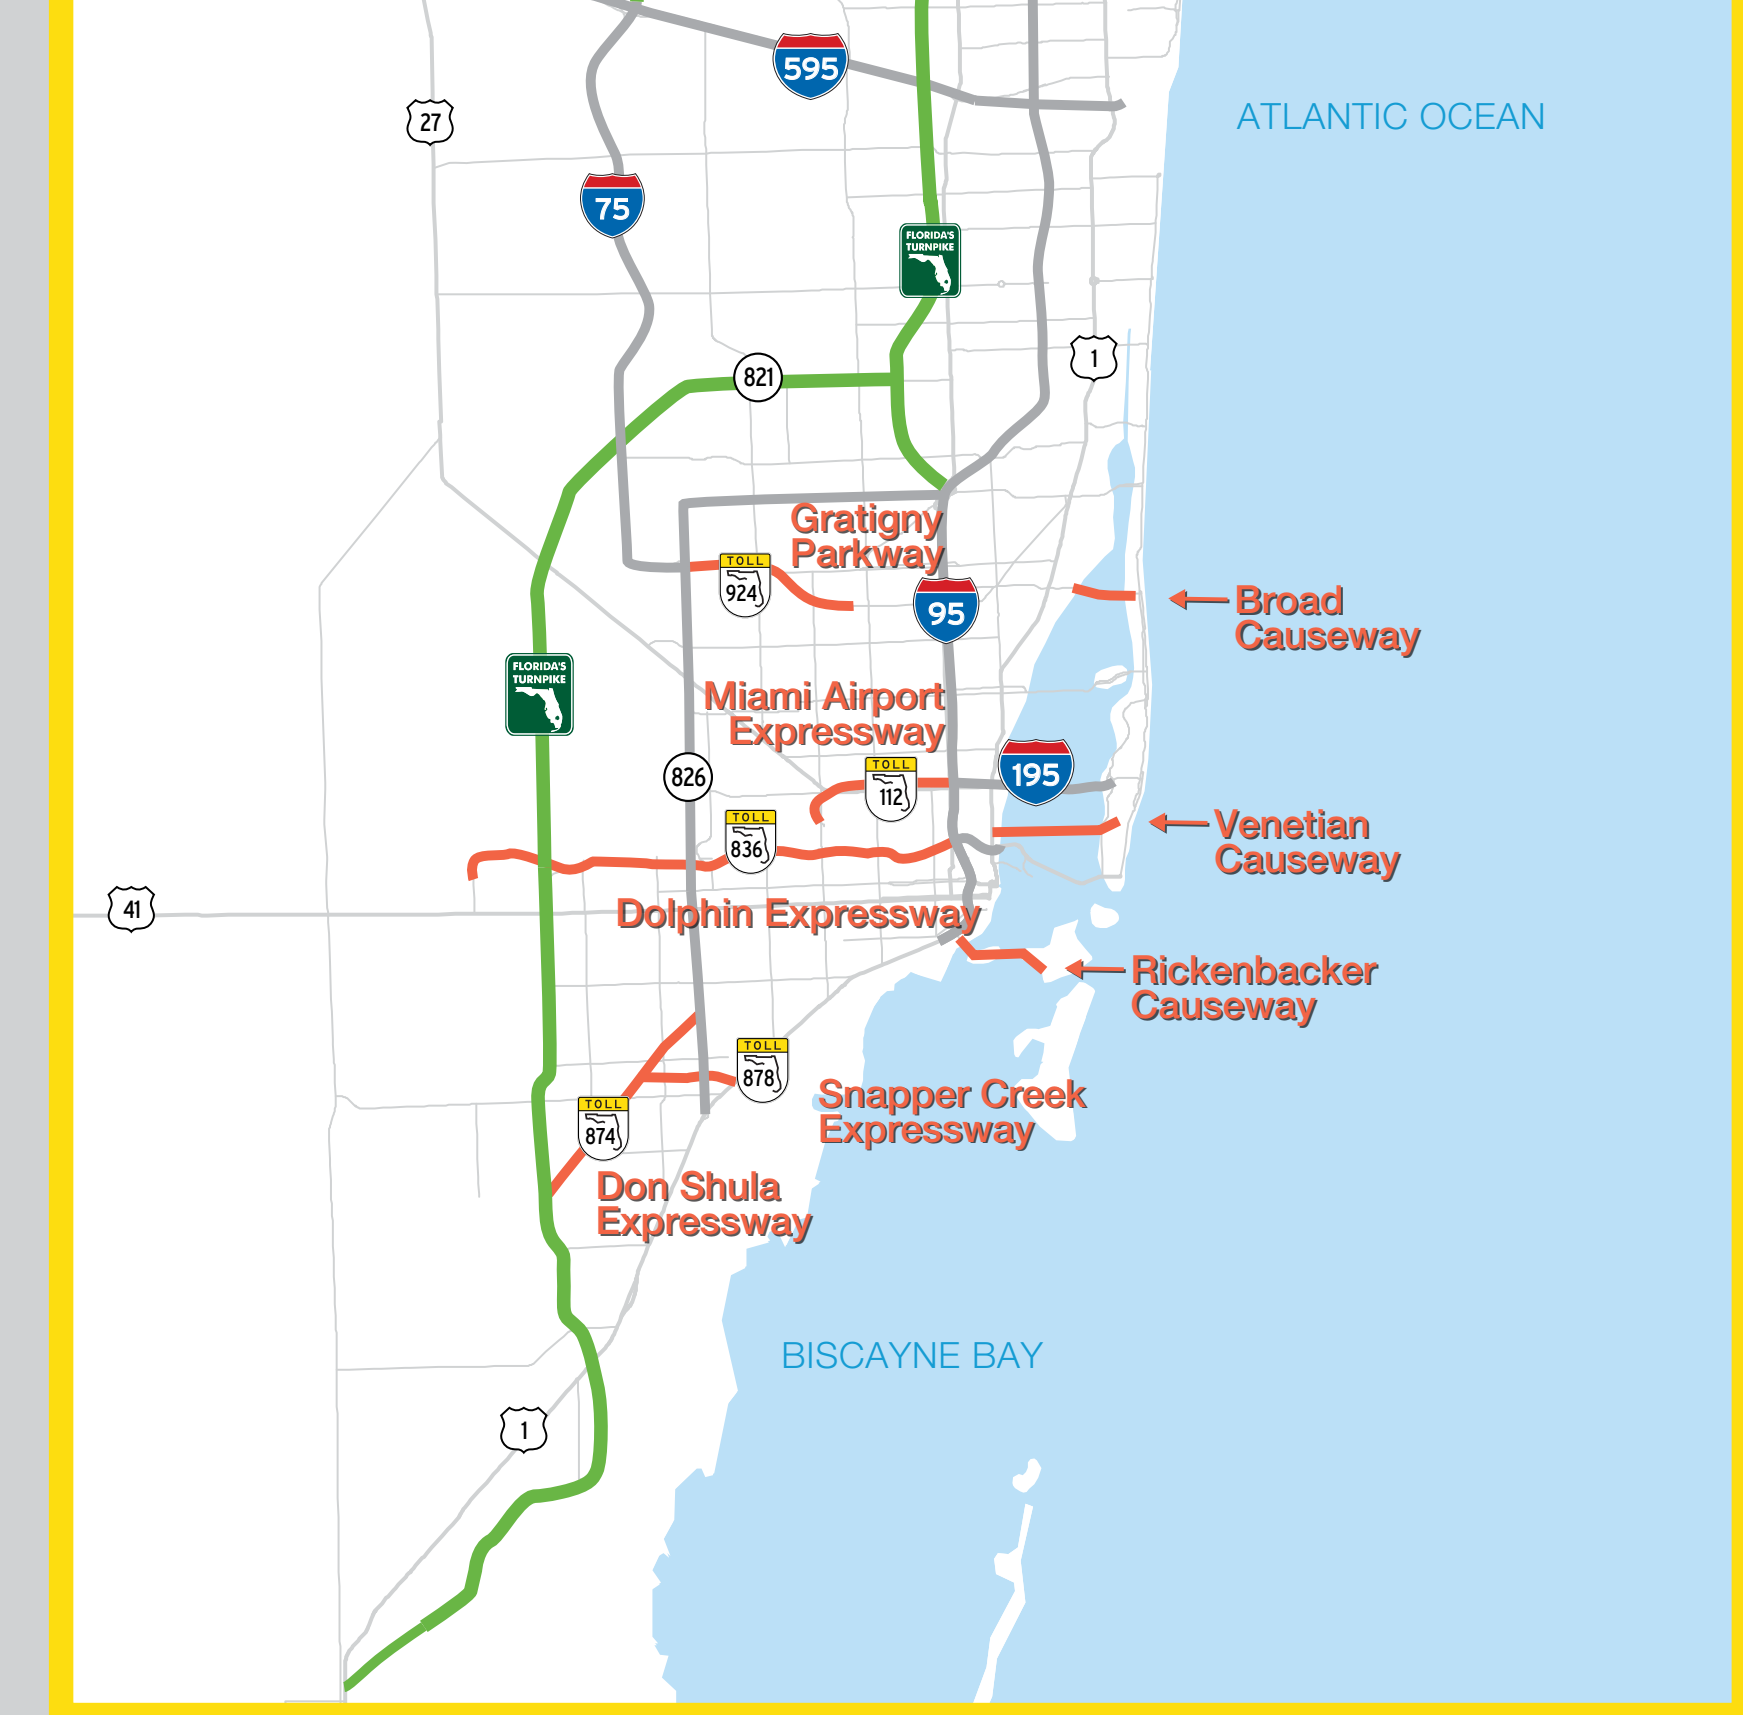 595
ATLANTIC OCEAN
27
75
FLORIDA'S
TURNPIKE
821
1
Gratigny
Parkway
TOLL
924
95
Broad
Causeway
FLORIDA'S
TURNPIKE
Miami Airport
Expressway
826
TOLL
112
195
TOLL
836
Venetian
Causeway
41
Dolphin Expressway
Rickenbacker
Causeway
TOLL
878
Snapper Creek
Expressway
TOLL
874
Don Shula
Expressway
BISCAYNE BAY
1